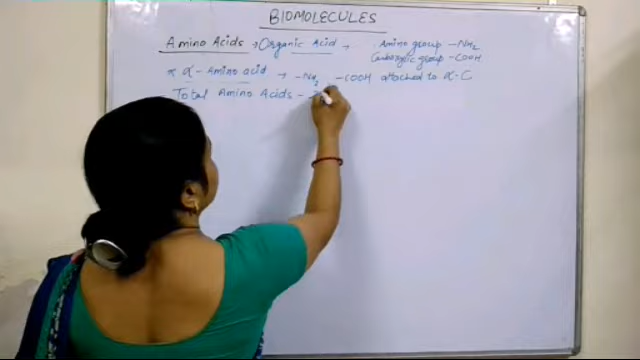 BIOMOLECULES
Amino Acids → Organic Acid → Amino group -NH2
Carboxylic group -COOH
α - Amino acid → -NH2 -COOH attached to α-C
Total Amino Acids -